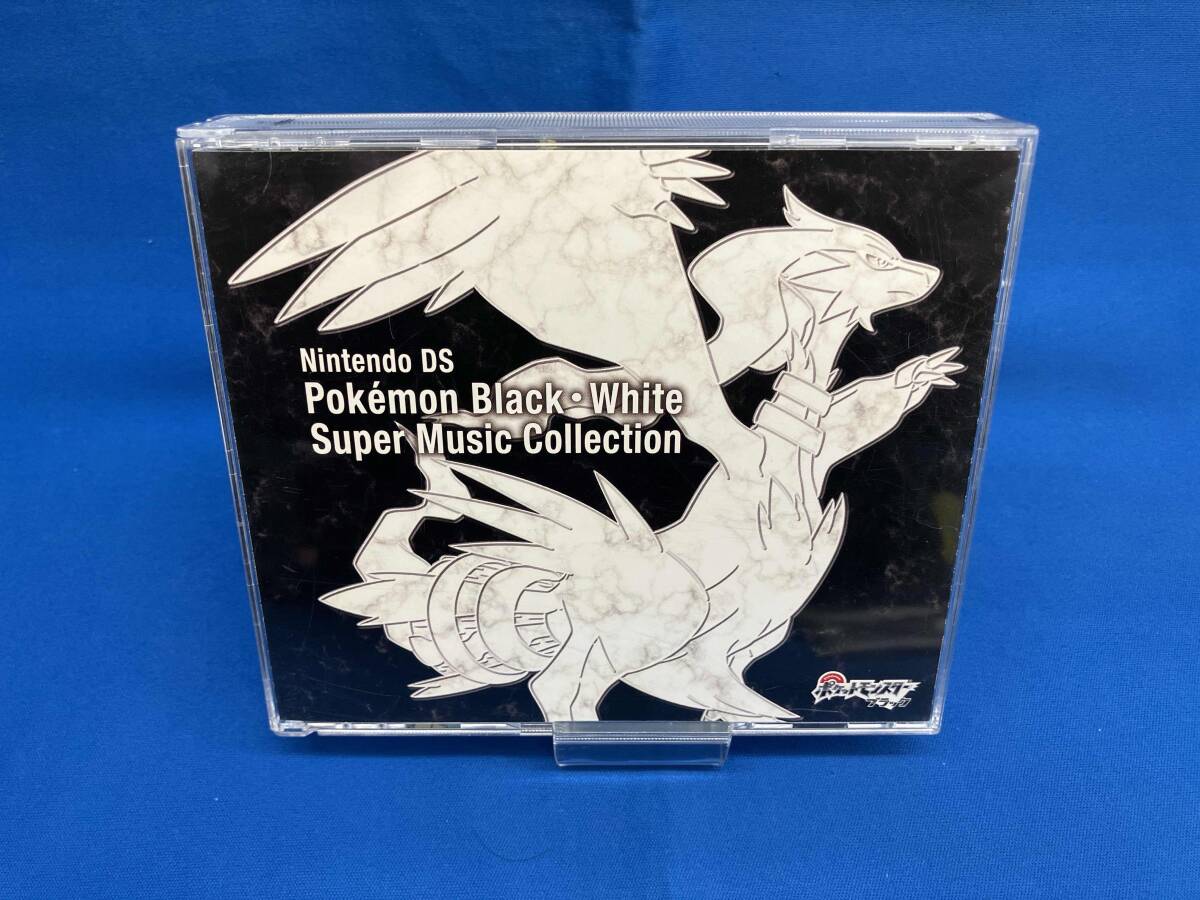 Nintendo DS
Pokémon Black・White
Super Music Collection
ポケットモンスター
ブラック